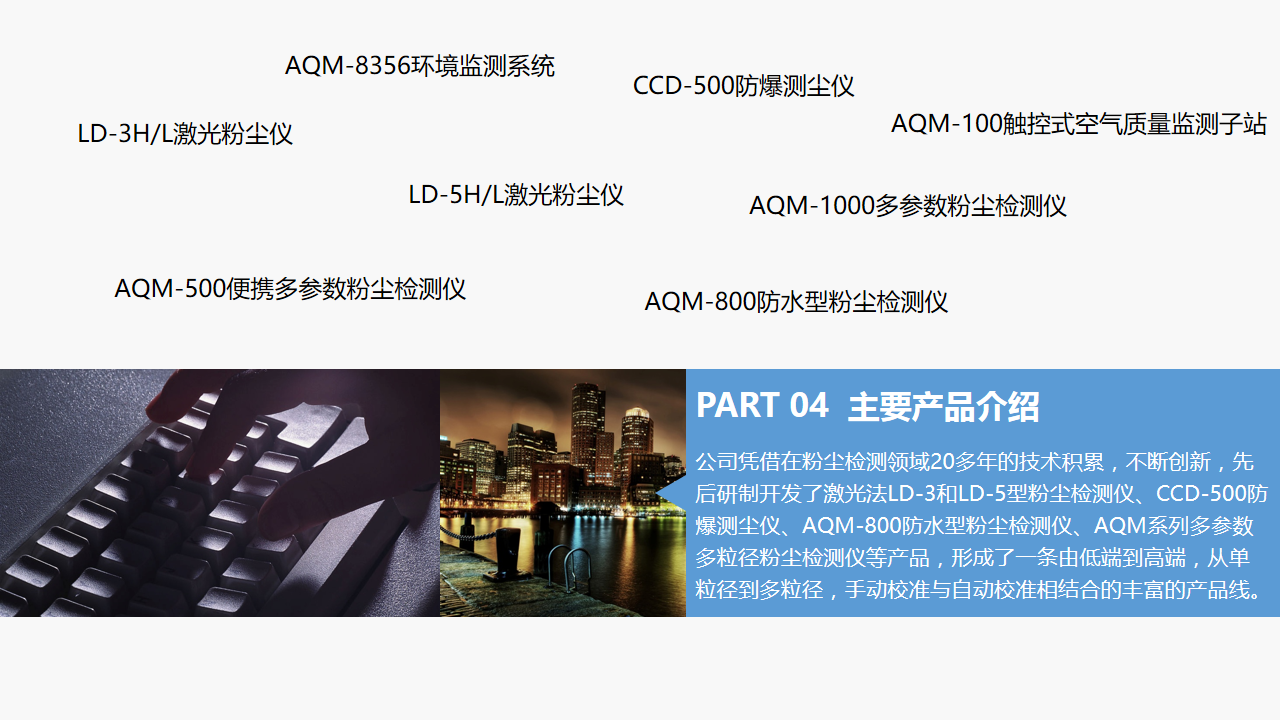 AQM-8356环境监测系统
CCD-500防爆测尘仪
AQM-100触控式空气质量监测子站
LD-3H/L激光粉尘仪
LD-5H/L激光粉尘仪
AQM-1000多参数粉尘检测仪
AQM-500便携多参数粉尘检测仪
AQM-800防水型粉尘检测仪
PART 04 主要产品介绍
公司凭借在粉尘检测领域20多年的技术积累，不断创新，先
后研制开发了激光法LD-3和LD-5型粉尘检测仪、CCD-500防
爆测尘仪、AQM-800防水型粉尘检测仪、AQM系列多参数
多粒径粉尘检测仪等产品，形成了一条由低端到高端，从单
粒径到多粒径，手动校准与自动校准相结合的丰富的产品线。